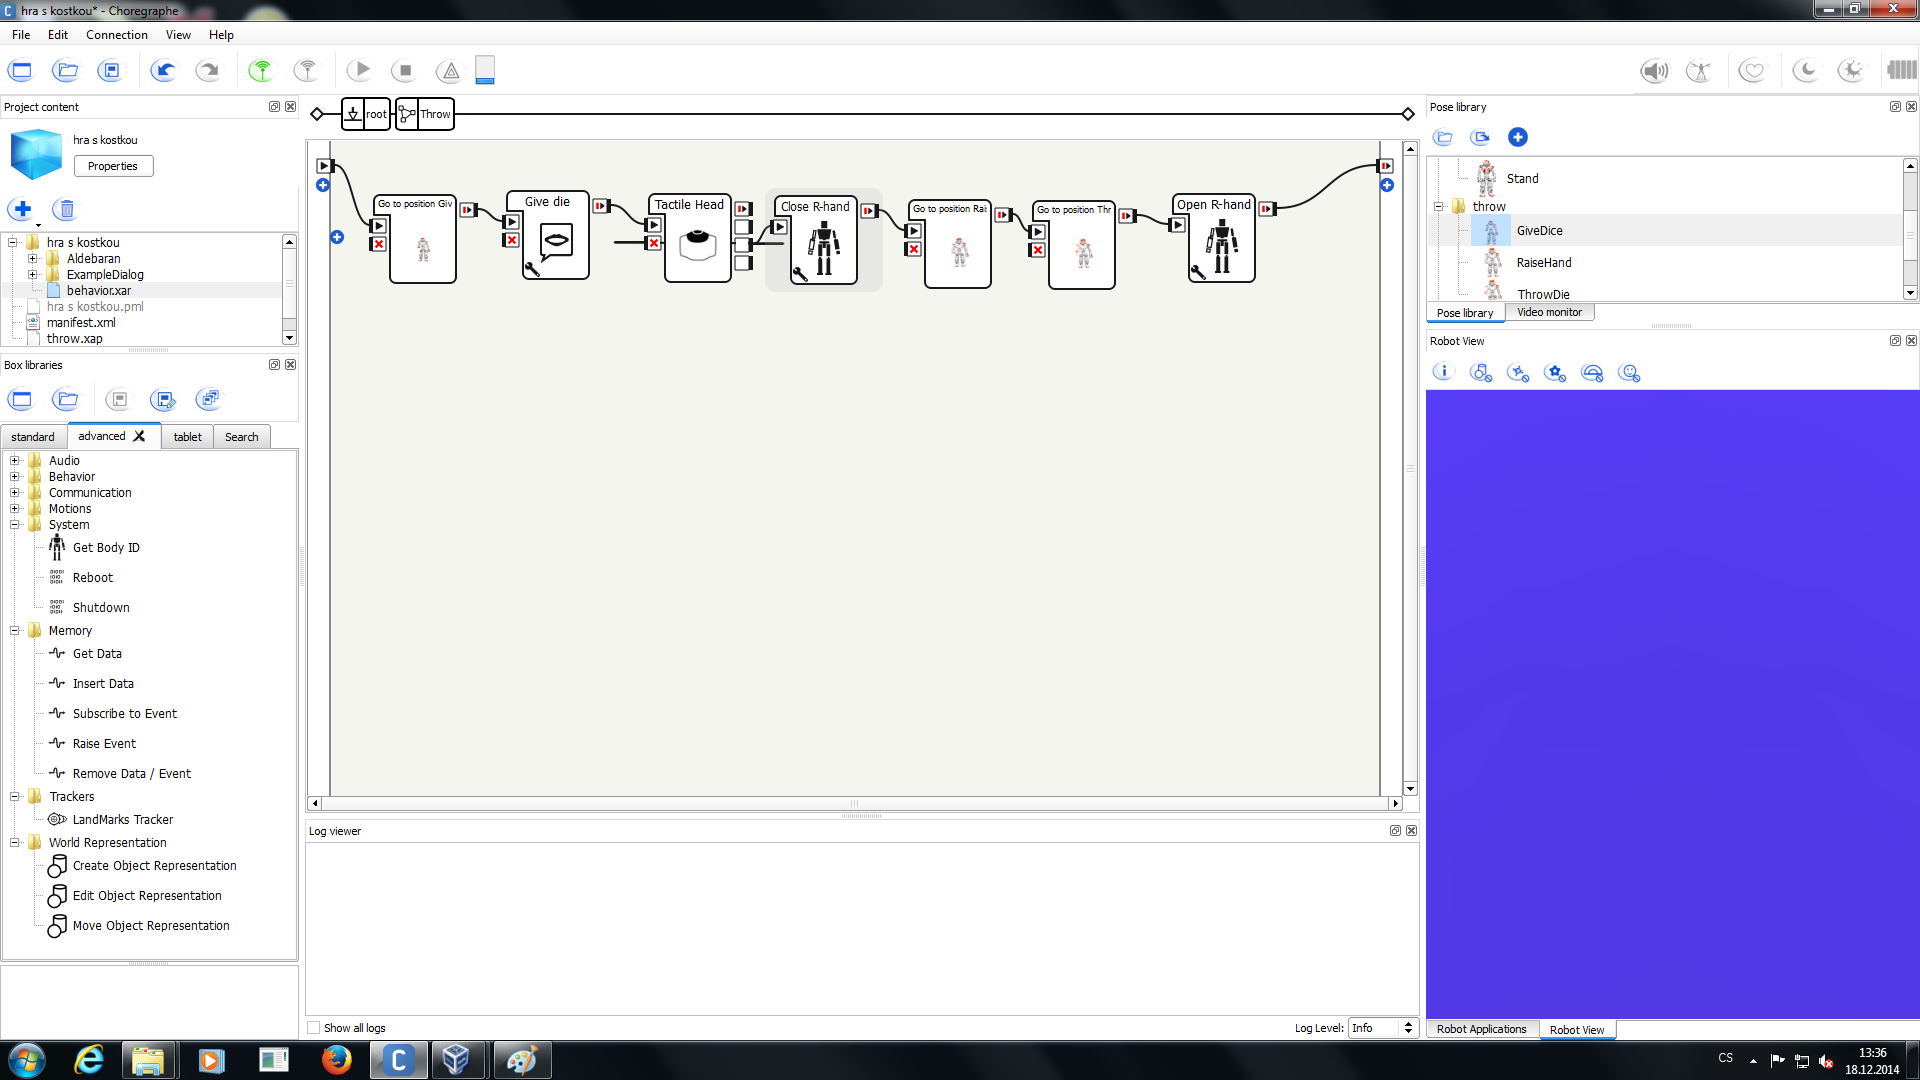 hra s kostkou* - Choregraphe
File Edit Connection View Help
Project content
hra s kostkou
Properties
hra s kostkou
Aldebaran
ExampleDialog
behavior.xar
hra s kostkou.pml
manifest.xml
throw.xap
Box libraries
standard advanced tablet Search
Audio
Behavior
Communication
Motions
System
Get Body ID
Reboot
Shutdown
Memory
Get Data
Insert Data
Subscribe to Event
Raise Event
Remove Data / Event
Trackers
LandMarks Tracker
World Representation
Create Object Representation
Edit Object Representation
Move Object Representation
root Throw
Go to position Giv
Give die
Tactile Head
Close R-hand
Go to position Rai
Go to position Thr
Open R-hand
Log viewer
Show all logs
Log Level: Info
Pose library
Stand
throw
GiveDice
RaiseHand
ThrowDie
Pose library Video monitor
Robot View
Robot Applications Robot View
CS
13:36
18.12.2014